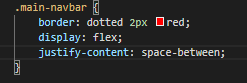 .main-navbar {
border: dotted 2px red;
display: flex;
justify-content: space-between;
}